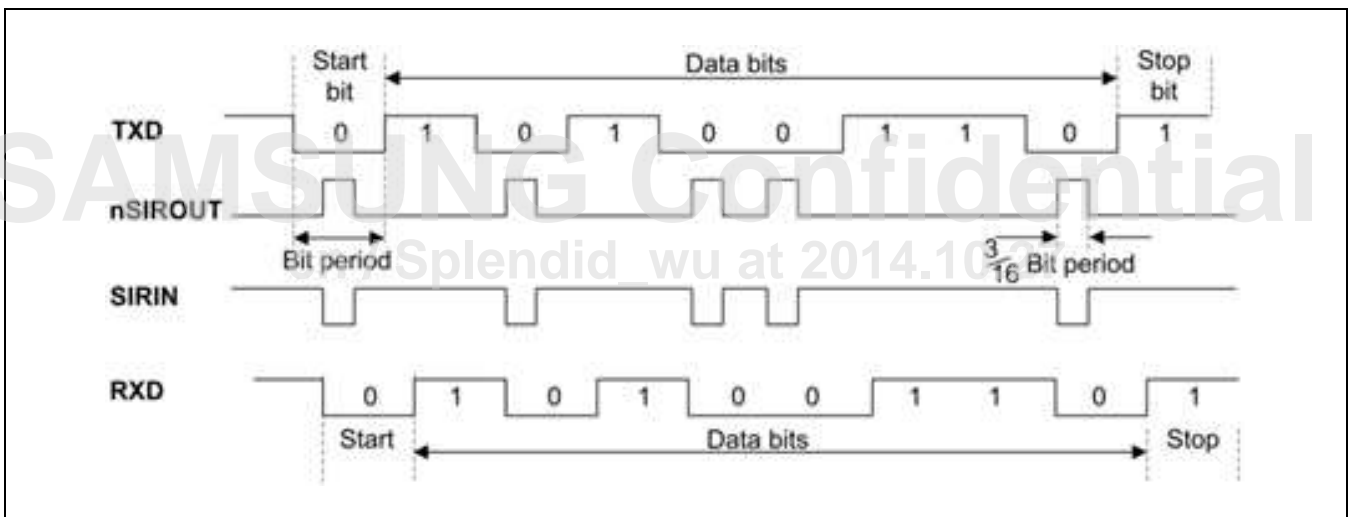 Start bit
Data bits
Stop bit
TXD
0 1 0 1 0 0 1 1 0 1
SAMSUNG Confidential
nSIROUT
Bit period
3/16 Bit period
Splendid_wu at 2014.10
SIRIN
RXD
0 1 0 1 0 0 1 1 0 1
Start
Data bits
Stop